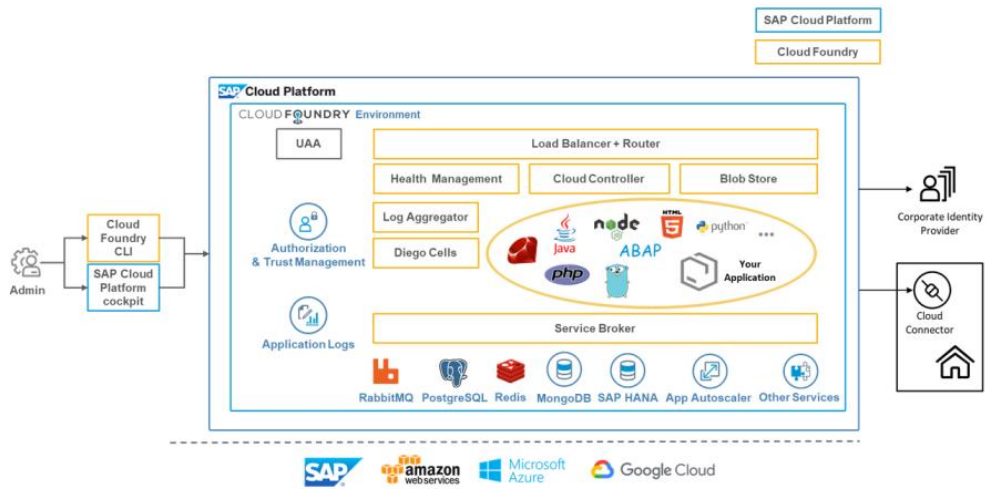 SAP Cloud Platform
Cloud Foundry
SAP Cloud Platform
CLOUD FOUNDRY Environment
UAA
Load Balancer + Router
Health Management
Cloud Controller
Blob Store
Log Aggregator
Diego Cells
Authorization
& Trust Management
Application Logs
Java
node
JS
HTML
5
python
...
ABAP
php
Your
Application
Service Broker
RabbitMQ
PostgreSQL
Redis
MongoDB
SAP HANA
App Autoscaler
Other Services
Admin
Cloud
Foundry
CLI
SAP Cloud
Platform
cockpit
Corporate Identity
Provider
Cloud
Connector
SAP
amazon
webservices
Microsoft
Azure
Google Cloud